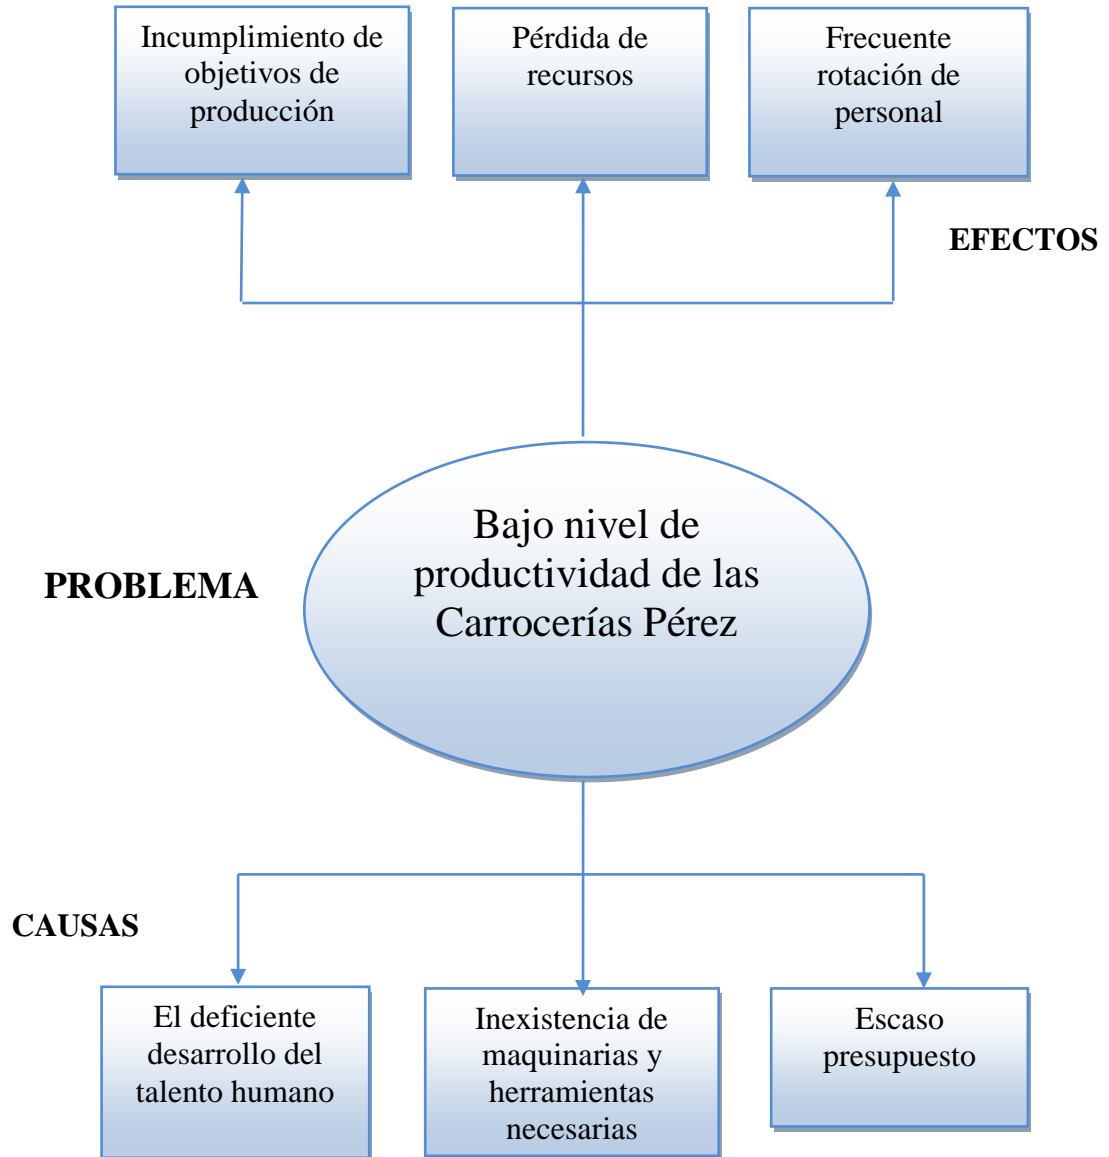 Incumplimiento de
objetivos de
producción
Pérdida de
recursos
Frecuente
rotación de
personal
EFECTOS
PROBLEMA
Bajo nivel de
productividad de las
Carrocerías Pérez
CAUSAS
El deficiente
desarrollo del
talento humano
Inexistencia de
maquinarias y
herramientas
necesarias
Escaso
presupuesto